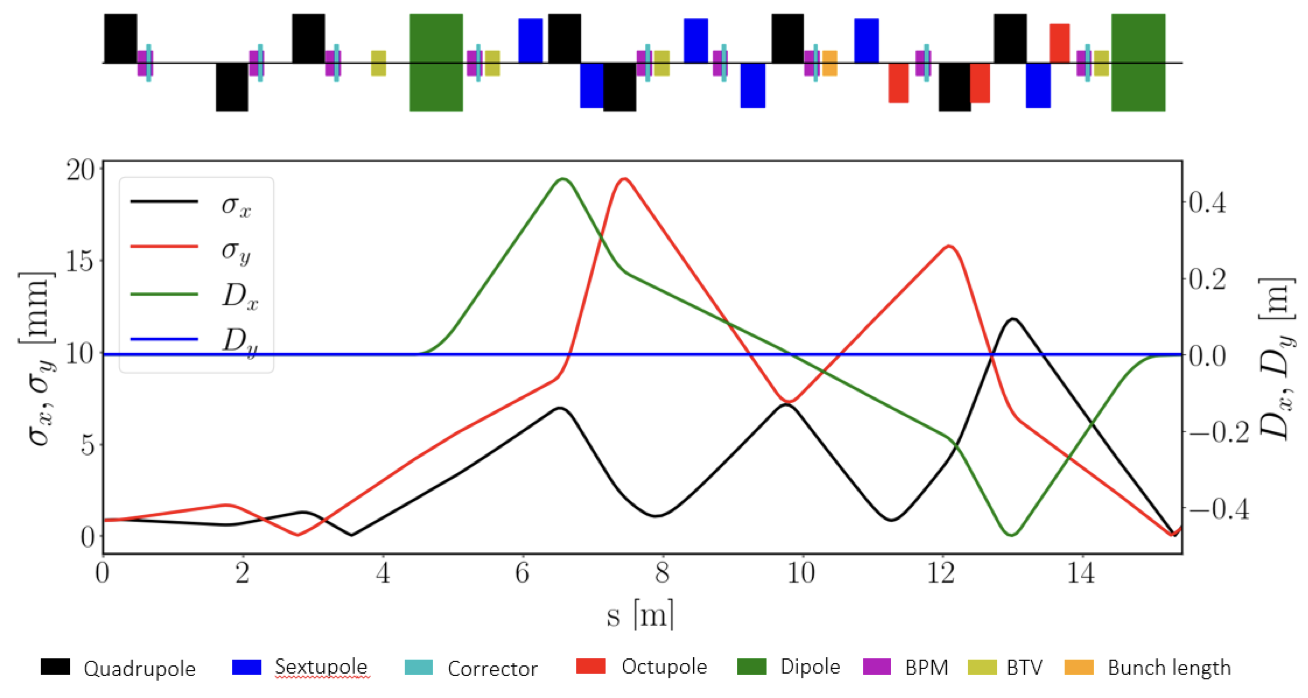 20
15
10
5
0
σx, σy [mm]
σx
σy
Dx
Dy
0.4
0.2
0.0
−0.2
−0.4
Dx, Dy [m]
0 2 4 6 8 10 12 14
s [m]
Quadrupole Sextupole Corrector Octupole Dipole BPM BTV Bunch length